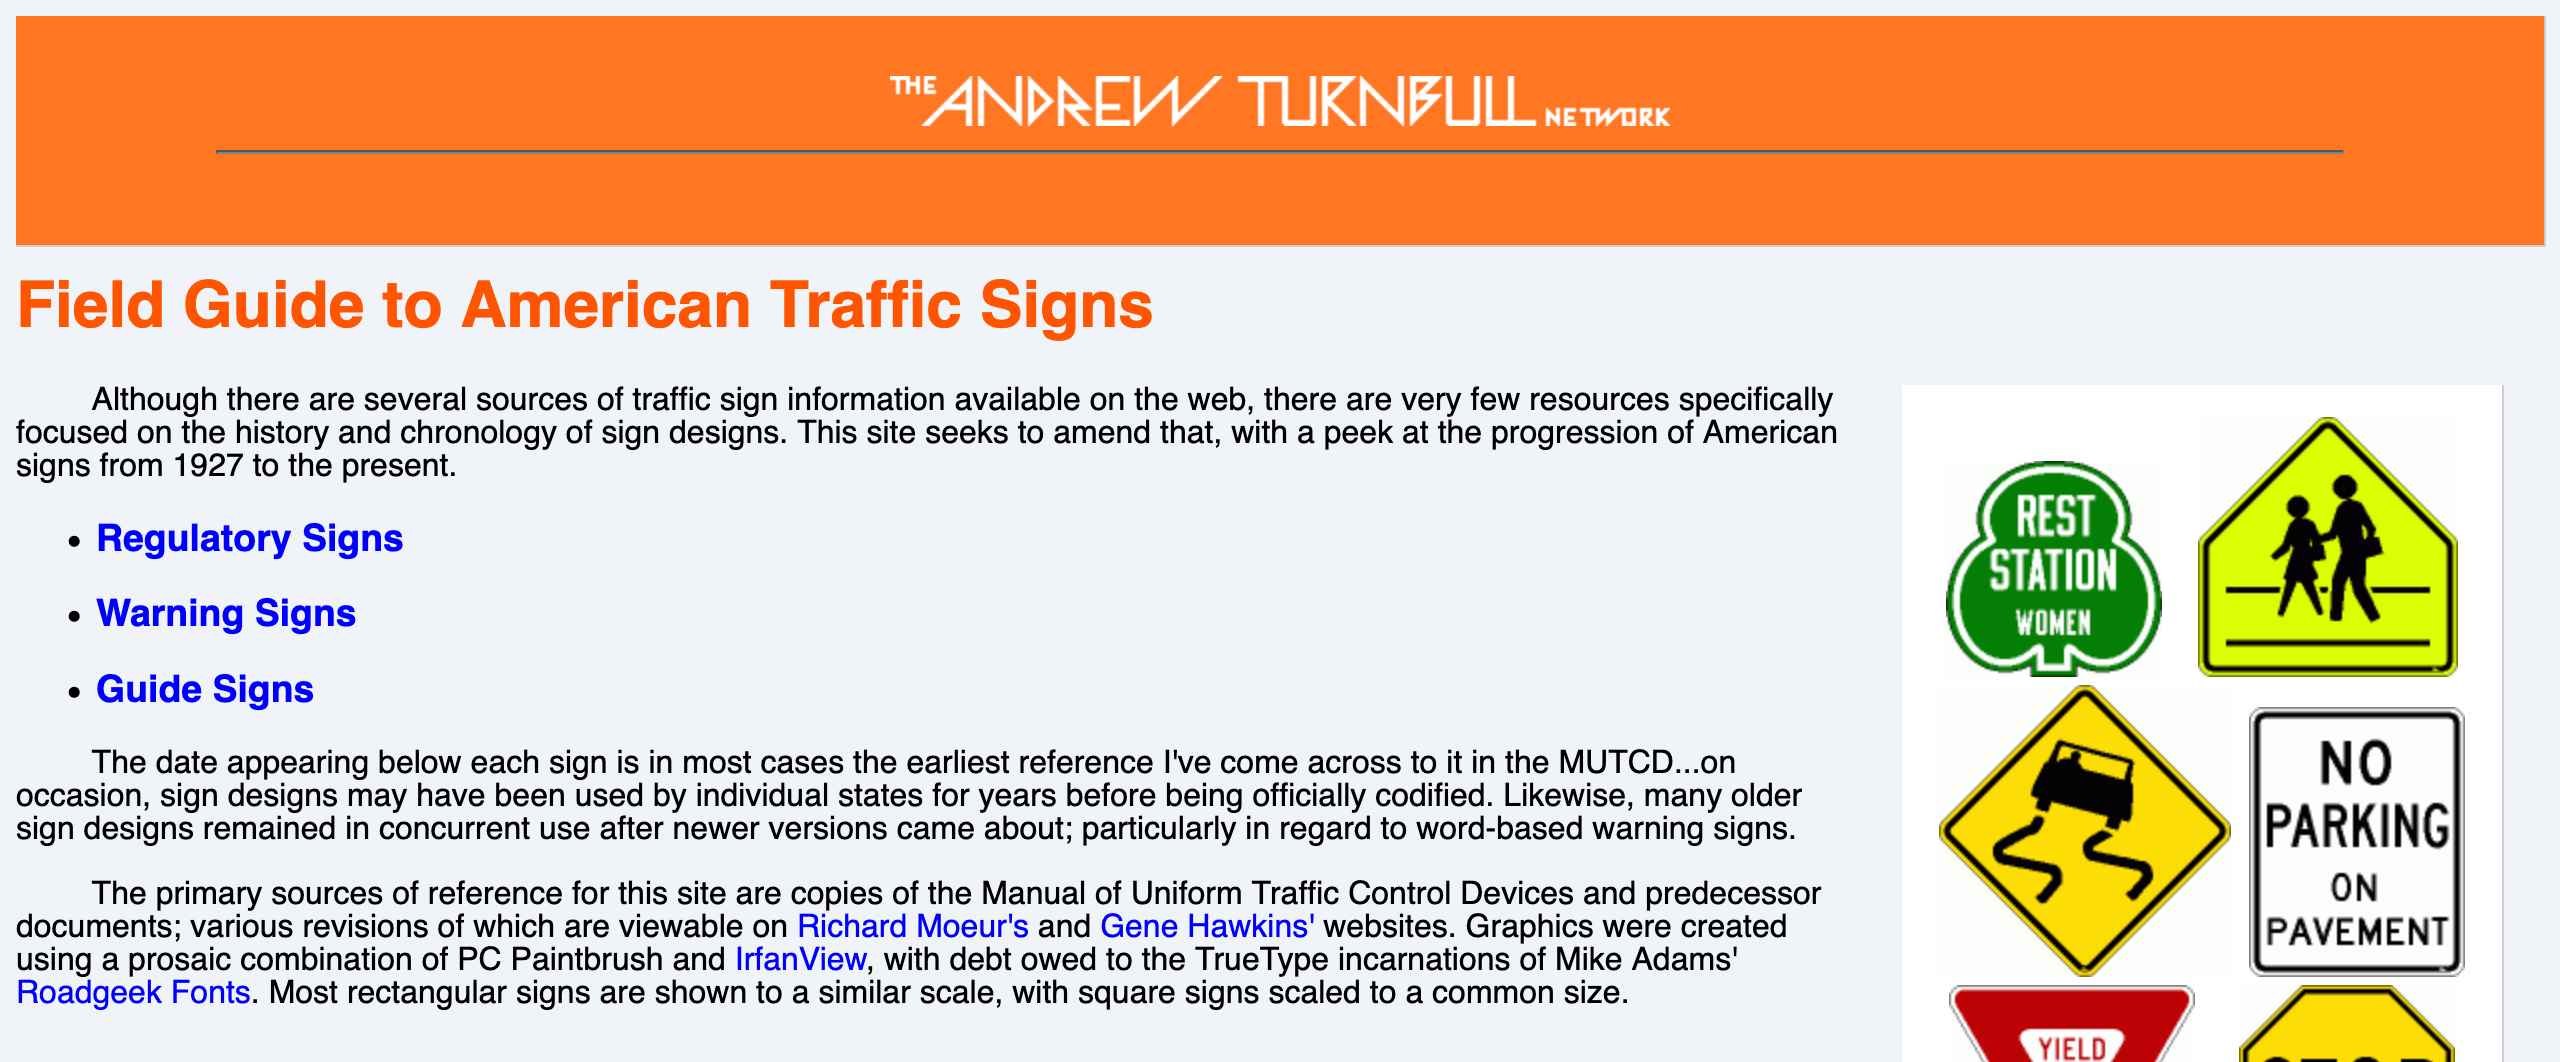 THE ANDREW TURNBULL NETWORK
Field Guide to American Traffic Signs
Although there are several sources of traffic sign information available on the web, there are very few resources specifically
focused on the history and chronology of sign designs. This site seeks to amend that, with a peek at the progression of American
signs from 1927 to the present.
• Regulatory Signs
• Warning Signs
• Guide Signs
The date appearing below each sign is in most cases the earliest reference I've come across to it in the MUTCD...on
occasion, sign designs may have been used by individual states for years before being officially codified. Likewise, many older
sign designs remained in concurrent use after newer versions came about; particularly in regard to word-based warning signs.
The primary sources of reference for this site are copies of the Manual of Uniform Traffic Control Devices and predecessor
documents; various revisions of which are viewable on Richard Moeur's and Gene Hawkins' websites. Graphics were created
using a prosaic combination of PC Paintbrush and IrfanView, with debt owed to the TrueType incarnations of Mike Adams'
Roadgeek Fonts. Most rectangular signs are shown to a similar scale, with square signs scaled to a common size.
REST
STATION
WOMEN
NO
PARKING
ON
PAVEMENT
YIELD